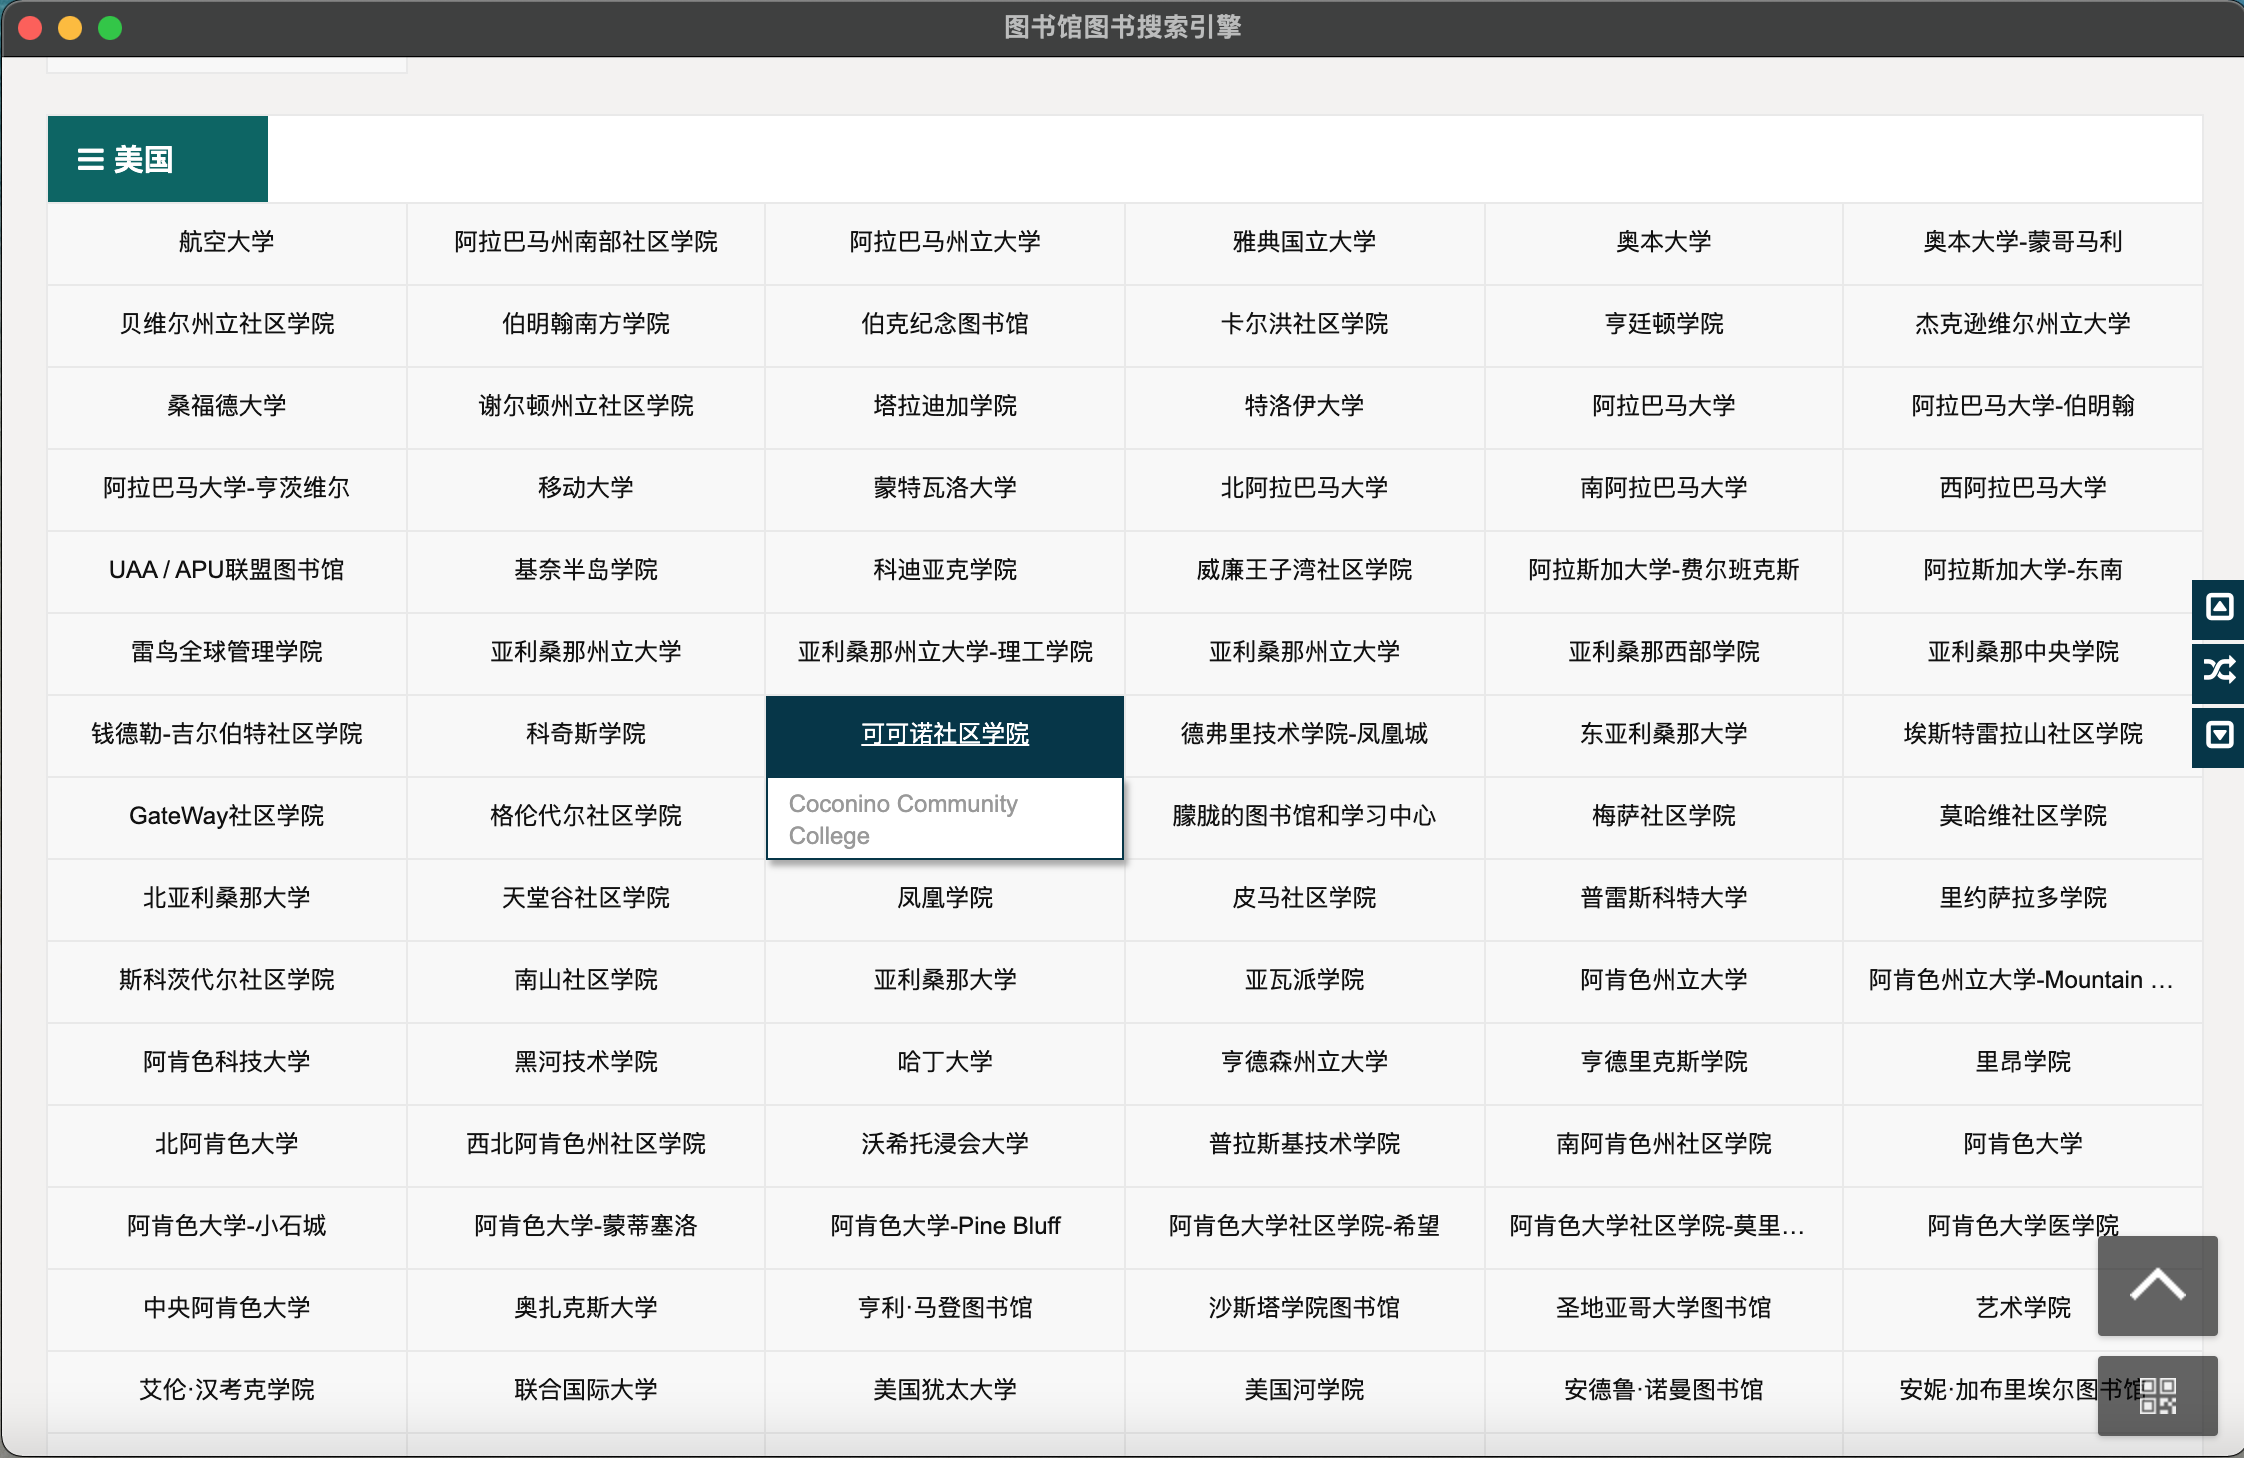 图书馆图书搜索引擎
美国
航空大学
阿拉巴马州南部社区学院
阿拉巴马州立大学
雅典国立大学
奥本大学
奥本大学-蒙哥马利
贝维尔州立社区学院
伯明翰南方学院
伯克纪念图书馆
卡尔洪社区学院
亨廷顿学院
杰克逊维尔州立大学
桑福德大学
谢尔顿州立社区学院
塔拉迪加学院
特洛伊大学
阿拉巴马大学
阿拉巴马大学-伯明翰
阿拉巴马大学-亨茨维尔
移动大学
蒙特瓦洛大学
北阿拉巴马大学
南阿拉巴马大学
西阿拉巴马大学
UAA / APU联盟图书馆
基奈半岛学院
科迪亚克学院
威廉王子湾社区学院
阿拉斯加大学-费尔班克斯
阿拉斯加大学-东南
雷鸟全球管理学院
亚利桑那州立大学
亚利桑那州立大学-理工学院
亚利桑那州立大学
亚利桑那西部学院
亚利桑那中央学院
钱德勒-吉尔伯特社区学院
科奇斯学院
可可诺社区学院
德弗里技术学院-凤凰城
东亚利桑那大学
埃斯特雷拉山社区学院
GateWay社区学院
格伦代尔社区学院
Coconino Community
College
朦胧的图书馆和学习中心
梅萨社区学院
莫哈维社区学院
北亚利桑那大学
天堂谷社区学院
凤凰学院
皮马社区学院
普雷斯科特大学
里约萨拉多学院
斯科茨代尔社区学院
南山社区学院
亚利桑那大学
亚瓦派学院
阿肯色州立大学
阿肯色州立大学-Mountain …
阿肯色科技大学
黑河技术学院
哈丁大学
亨德森州立大学
亨德里克斯学院
里昂学院
北阿肯色大学
西北阿肯色州社区学院
沃希托浸会大学
普拉斯基技术学院
南阿肯色州社区学院
阿肯色大学
阿肯色大学-小石城
阿肯色大学-蒙蒂塞洛
阿肯色大学-Pine Bluff
阿肯色大学社区学院-希望
阿肯色大学社区学院-莫里…
阿肯色大学医学院
中央阿肯色大学
奥扎克斯大学
亨利·马登图书馆
沙斯塔学院图书馆
圣地亚哥大学图书馆
艺术学院
艾伦·汉考克学院
联合国际大学
美国犹太大学
美国河学院
安德鲁·诺曼图书馆
安妮·加布里埃尔图书馆